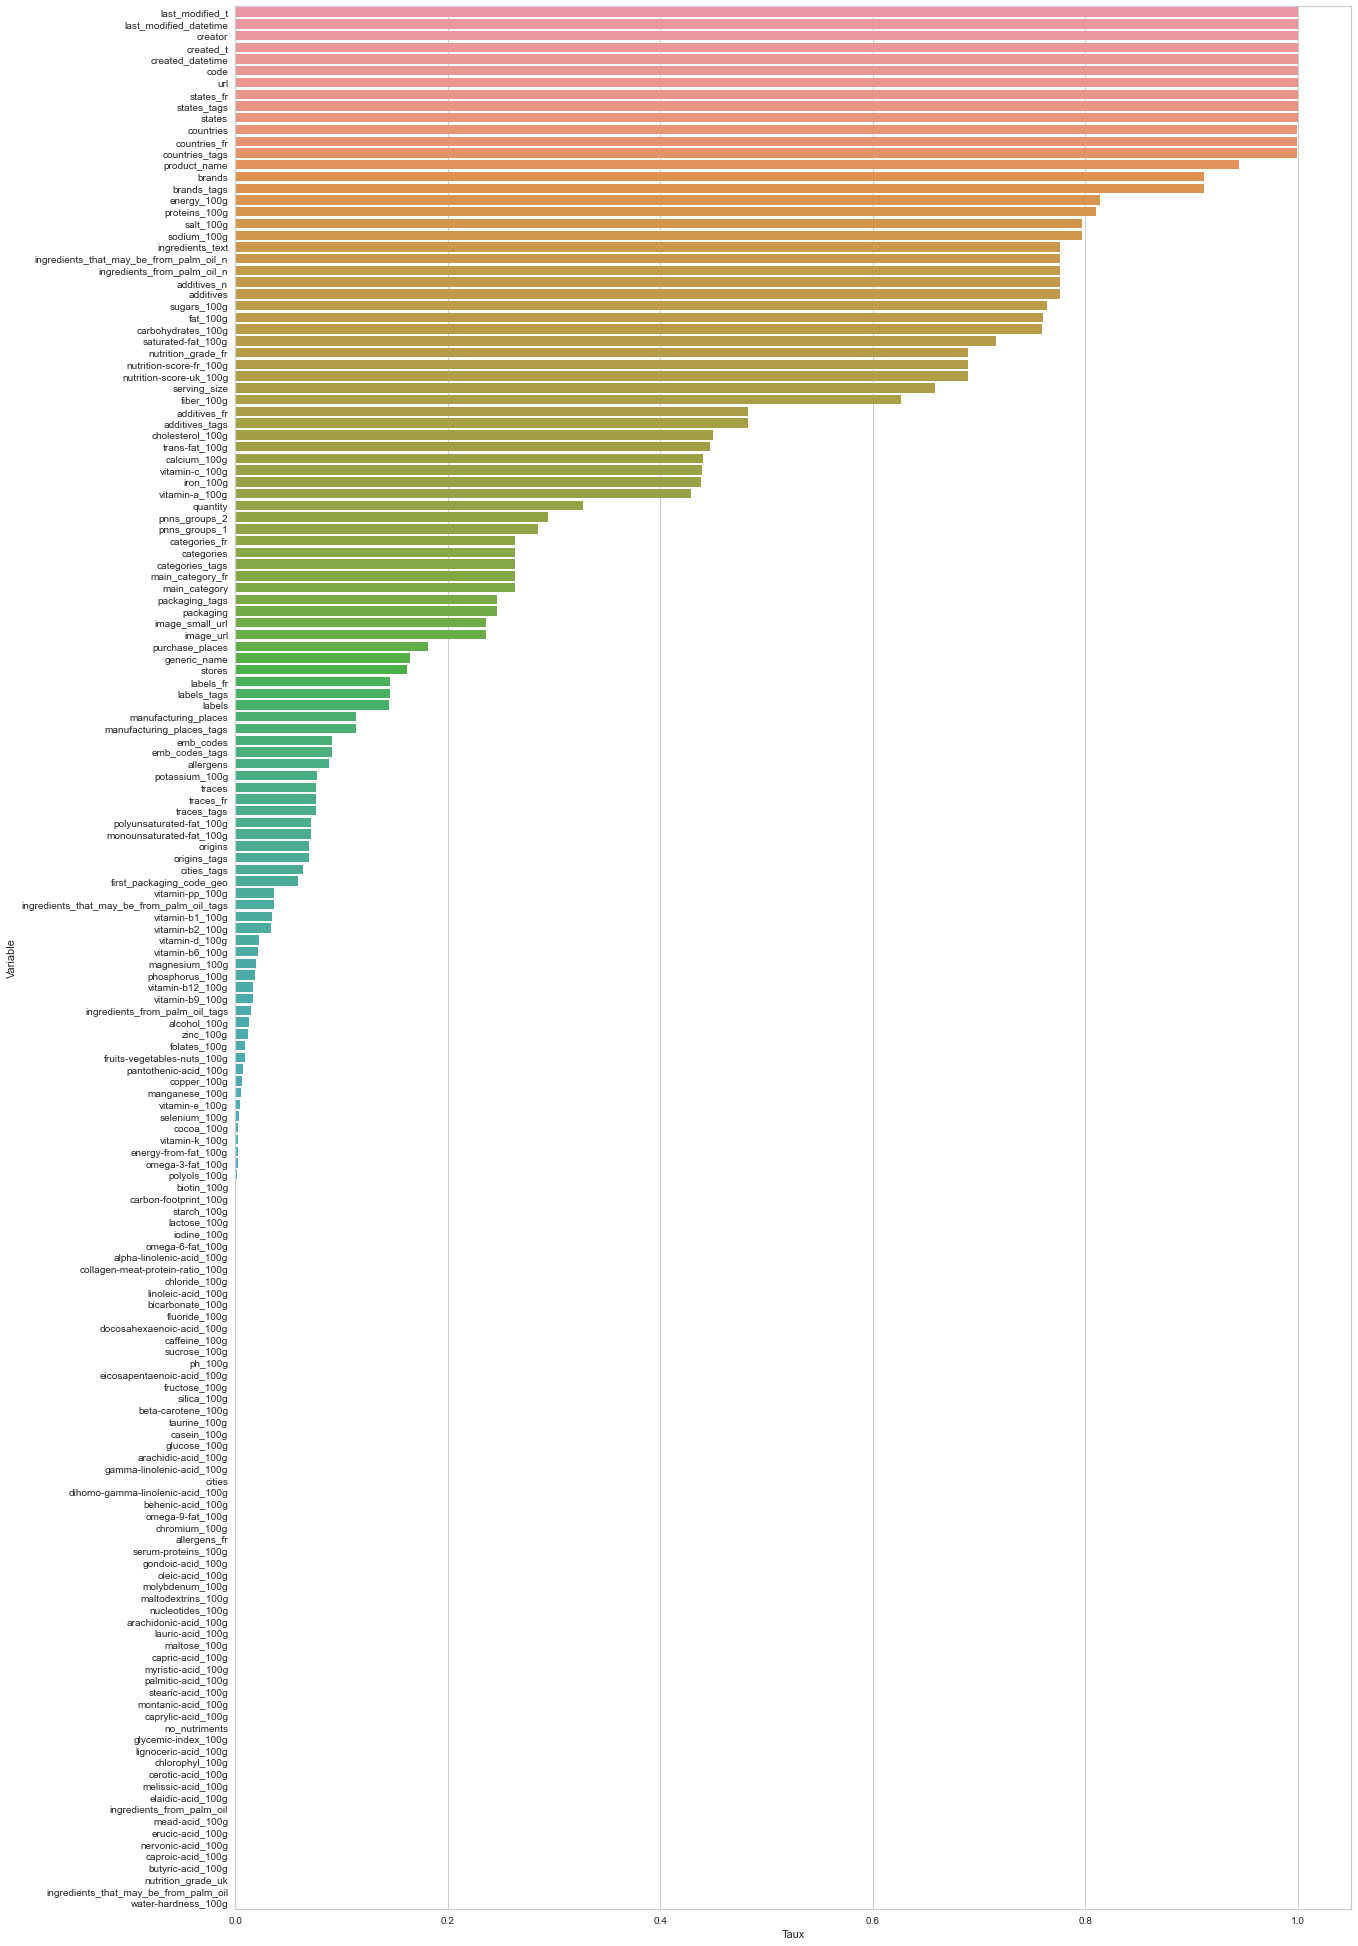 last_modified_t
last_modified_datetime
creator
created_t
created_datetime
code
url
states_fr
states_tags
states
countries
countries_fr
countries_tags
product_name
brands
brands_tags
energy_100g
proteins_100g
salt_100g
sodium_100g
ingredients_text
ingredients_that_may_be_from_palm_oil_n
ingredients_from_palm_oil_n
additives_n
additives
sugars_100g
fat_100g
carbohydrates_100g
saturated-fat_100g
nutrition_grade_fr
nutrition-score-fr_100g
nutrition-score-uk_100g
serving_size
fiber_100g
additives_fr
additives_tags
cholesterol_100g
trans-fat_100g
calcium_100g
vitamin-c_100g
iron_100g
vitamin-a_100g
quantity
pnns_groups_2
pnns_groups_1
categories_fr
categories
categories_tags
main_category_fr
main_category
packaging_tags
packaging
image_small_url
image_url
purchase_places
generic_name
stores
labels_fr
labels_tags
labels
manufacturing_places
manufacturing_places_tags
emb_codes
emb_codes_tags
allergens
potassium_100g
traces
traces_fr
traces_tags
polyunsaturated-fat_100g
monounsaturated-fat_100g
origins
origins_tags
cities_tags
first_packaging_code_geo
vitamin-pp_100g
ingredients_that_may_be_from_palm_oil_tags
vitamin-b1_100g
vitamin-b2_100g
vitamin-d_100g
vitamin-b6_100g
magnesium_100g
phosphorus_100g
vitamin-b12_100g
vitamin-b9_100g
ingredients_from_palm_oil_tags
alcohol_100g
zinc_100g
folates_100g
fruits-vegetables-nuts_100g
pantothenic-acid_100g
copper_100g
manganese_100g
vitamin-e_100g
selenium_100g
cocoa_100g
vitamin-k_100g
energy-from-fat_100g
omega-3-fat_100g
polyols_100g
biotin_100g
carbon-footprint_100g
starch_100g
lactose_100g
iodine_100g
omega-6-fat_100g
alpha-linolenic-acid_100g
collagen-meat-protein-ratio_100g
chloride_100g
linoleic-acid_100g
bicarbonate_100g
fluoride_100g
docosahexaenoic-acid_100g
caffeine_100g
sucrose_100g
ph_100g
eicosapentaenoic-acid_100g
fructose_100g
silica_100g
beta-carotene_100g
taurine_100g
casein_100g
glucose_100g
arachidic-acid_100g
gamma-linolenic-acid_100g
cities
dihomo-gamma-linolenic-acid_100g
behenic-acid_100g
omega-9-fat_100g
chromium_100g
allergens_fr
serum-proteins_100g
gondoic-acid_100g
oleic-acid_100g
molybdenum_100g
maltodextrins_100g
nucleotides_100g
arachidonic-acid_100g
lauric-acid_100g
maltose_100g
capric-acid_100g
myristic-acid_100g
palmitic-acid_100g
stearic-acid_100g
montanic-acid_100g
caprylic-acid_100g
no_nutriments
glycemic-index_100g
lignoceric-acid_100g
chlorophyl_100g
cerotic-acid_100g
melissic-acid_100g
elaidic-acid_100g
ingredients_from_palm_oil
mead-acid_100g
erucic-acid_100g
nervonic-acid_100g
caproic-acid_100g
butyric-acid_100g
nutrition_grade_uk
ingredients_that_may_be_from_palm_oil
water-hardness_100g
Variable
0.0 0.2 0.4 0.6 0.8 1.0
Taux